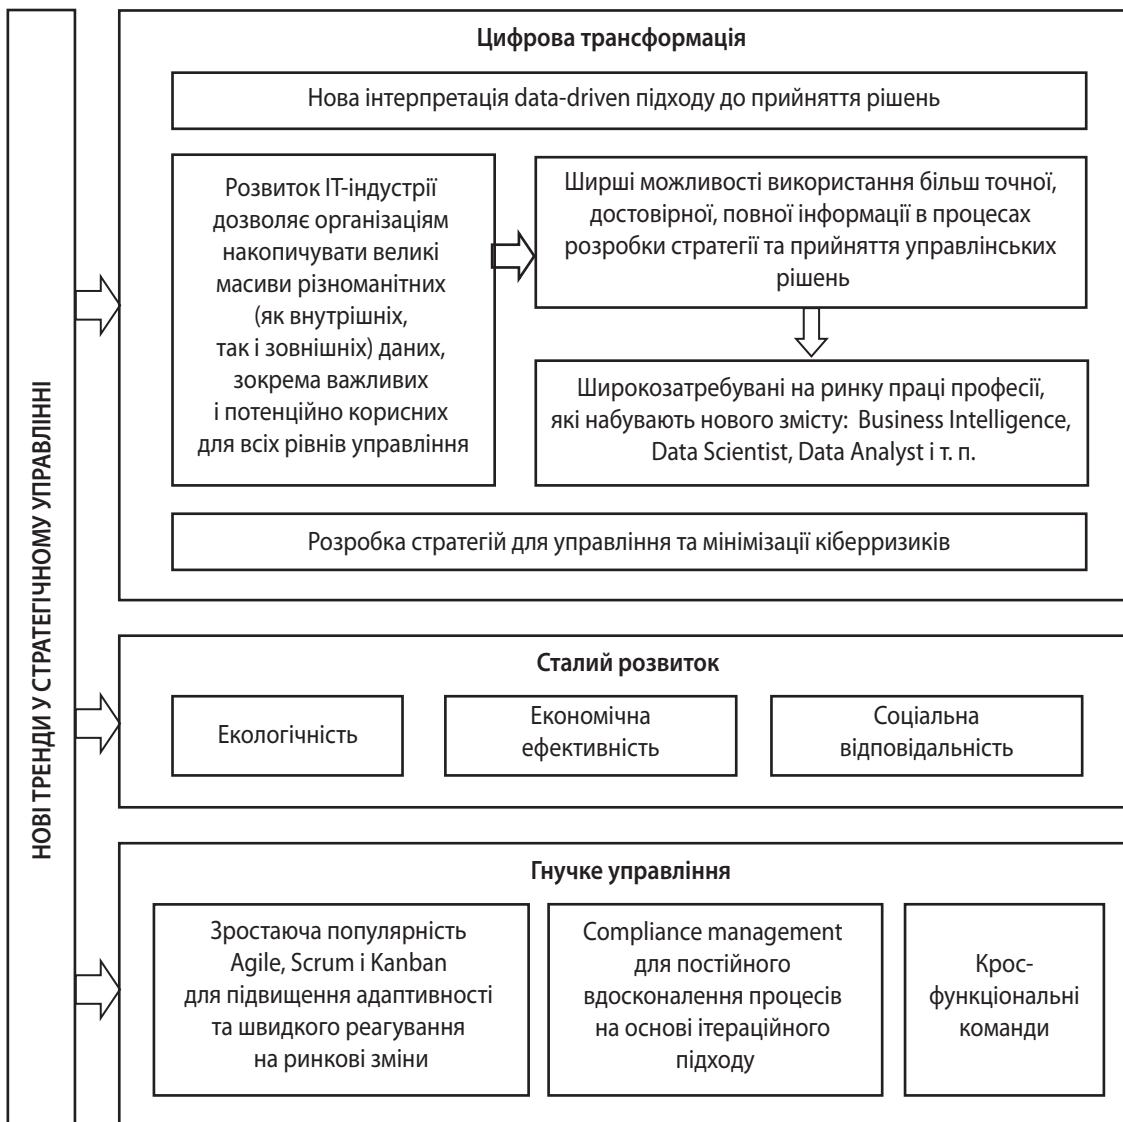 НОВІ ТРЕНДИ У СТРАТЕГІЧНОМУ УПРАВЛІННІ
Цифрова трансформація
Нова інтерпретація data-driven підходу до прийняття рішень
Розвиток ІТ-індустрії
дозволяє організаціям
накопичувати великі
масиви різноманітних
(як внутрішніх,
так і зовнішніх) даних,
зокрема важливих
і потенційно корисних
для всіх рівнів управління
Ширші можливості використання більш точної,
достовірної, повної інформації в процесах
розробки стратегії та прийняття управлінських
рішень
Широкозатребувані на ринку праці професії,
які набувають нового змісту: Business Intelligence,
Data Scientist, Data Analyst і т. п.
Розробка стратегій для управління та мінімізації кіберризиків
Сталий розвиток
Екологічність
Економічна
ефективність
Соціальна
відповідальність
Гнучке управління
Зростаюча популярність
Agile, Scrum і Kanban
для підвищення адаптивності
та швидкого реагування
на ринкові зміни
Compliance management
для постійного
вдосконалення процесів
на основі ітераційного
підходу
Крос-
функціональні
команди